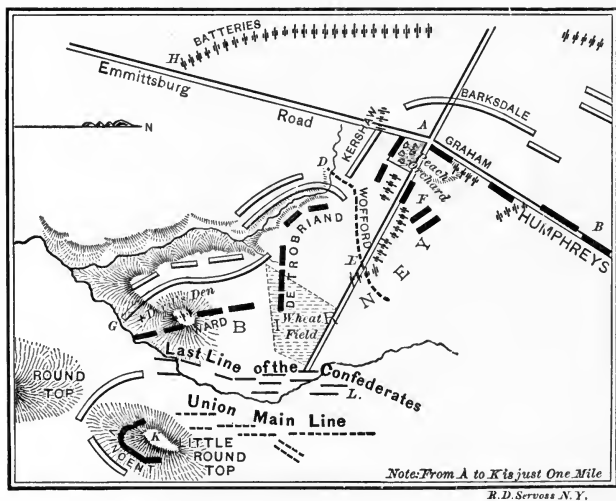 BATTERIES
H
Emmittsburg Road
N
BARKSDALE
A
KERSHAW
GRAHAM
Peach Orchard
D
WOFFORD
F
B
HUMPHREYS
DE TROBRIAND
E
Den
G
WARD
BIRNEY
Wheat Field
Last Line of the Confederates
L.
ROUND TOP
Union Main Line
K
VINCENT
LITTLE ROUND TOP
Note: From A to K is just One Mile
R.D. Servoss N.Y.